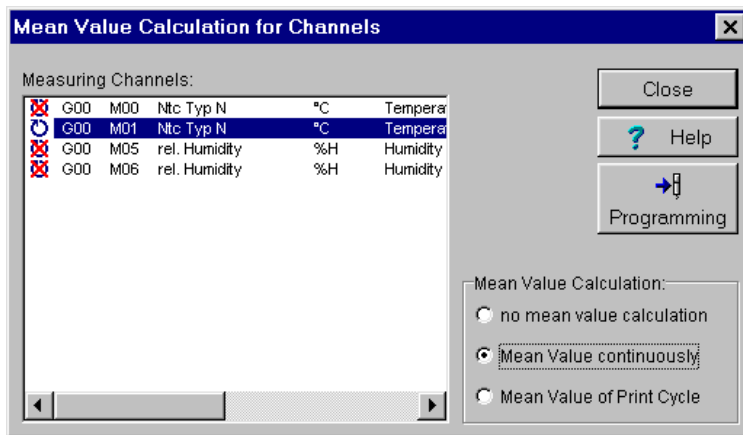 Mean Value Calculation for Channels
Measuring Channels:
G00 M00 Ntc Typ N °C Tempera
G00 M01 Ntc Typ N °C Tempera
G00 M05 rel. Humidity %H Humidity
G00 M06 rel. Humidity %H Humidity
Close
? Help
Programming
Mean Value Calculation:
no mean value calculation
Mean Value continuously
Mean Value of Print Cycle